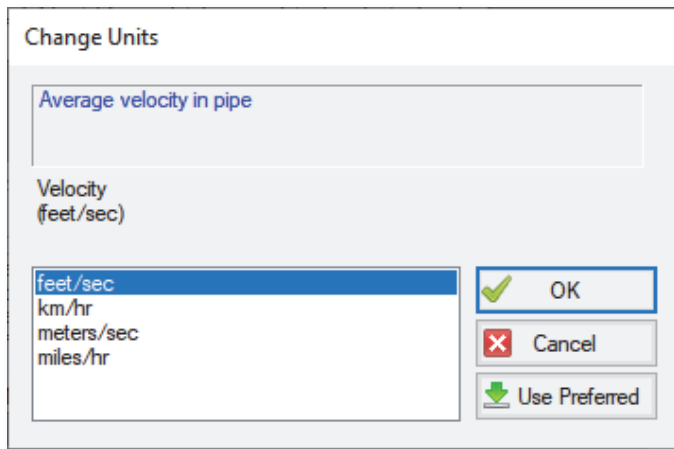 Change Units
Average velocity in pipe
Velocity
(feet/sec)
feet/sec
km/hr
meters/sec
miles/hr
OK
Cancel
Use Preferred